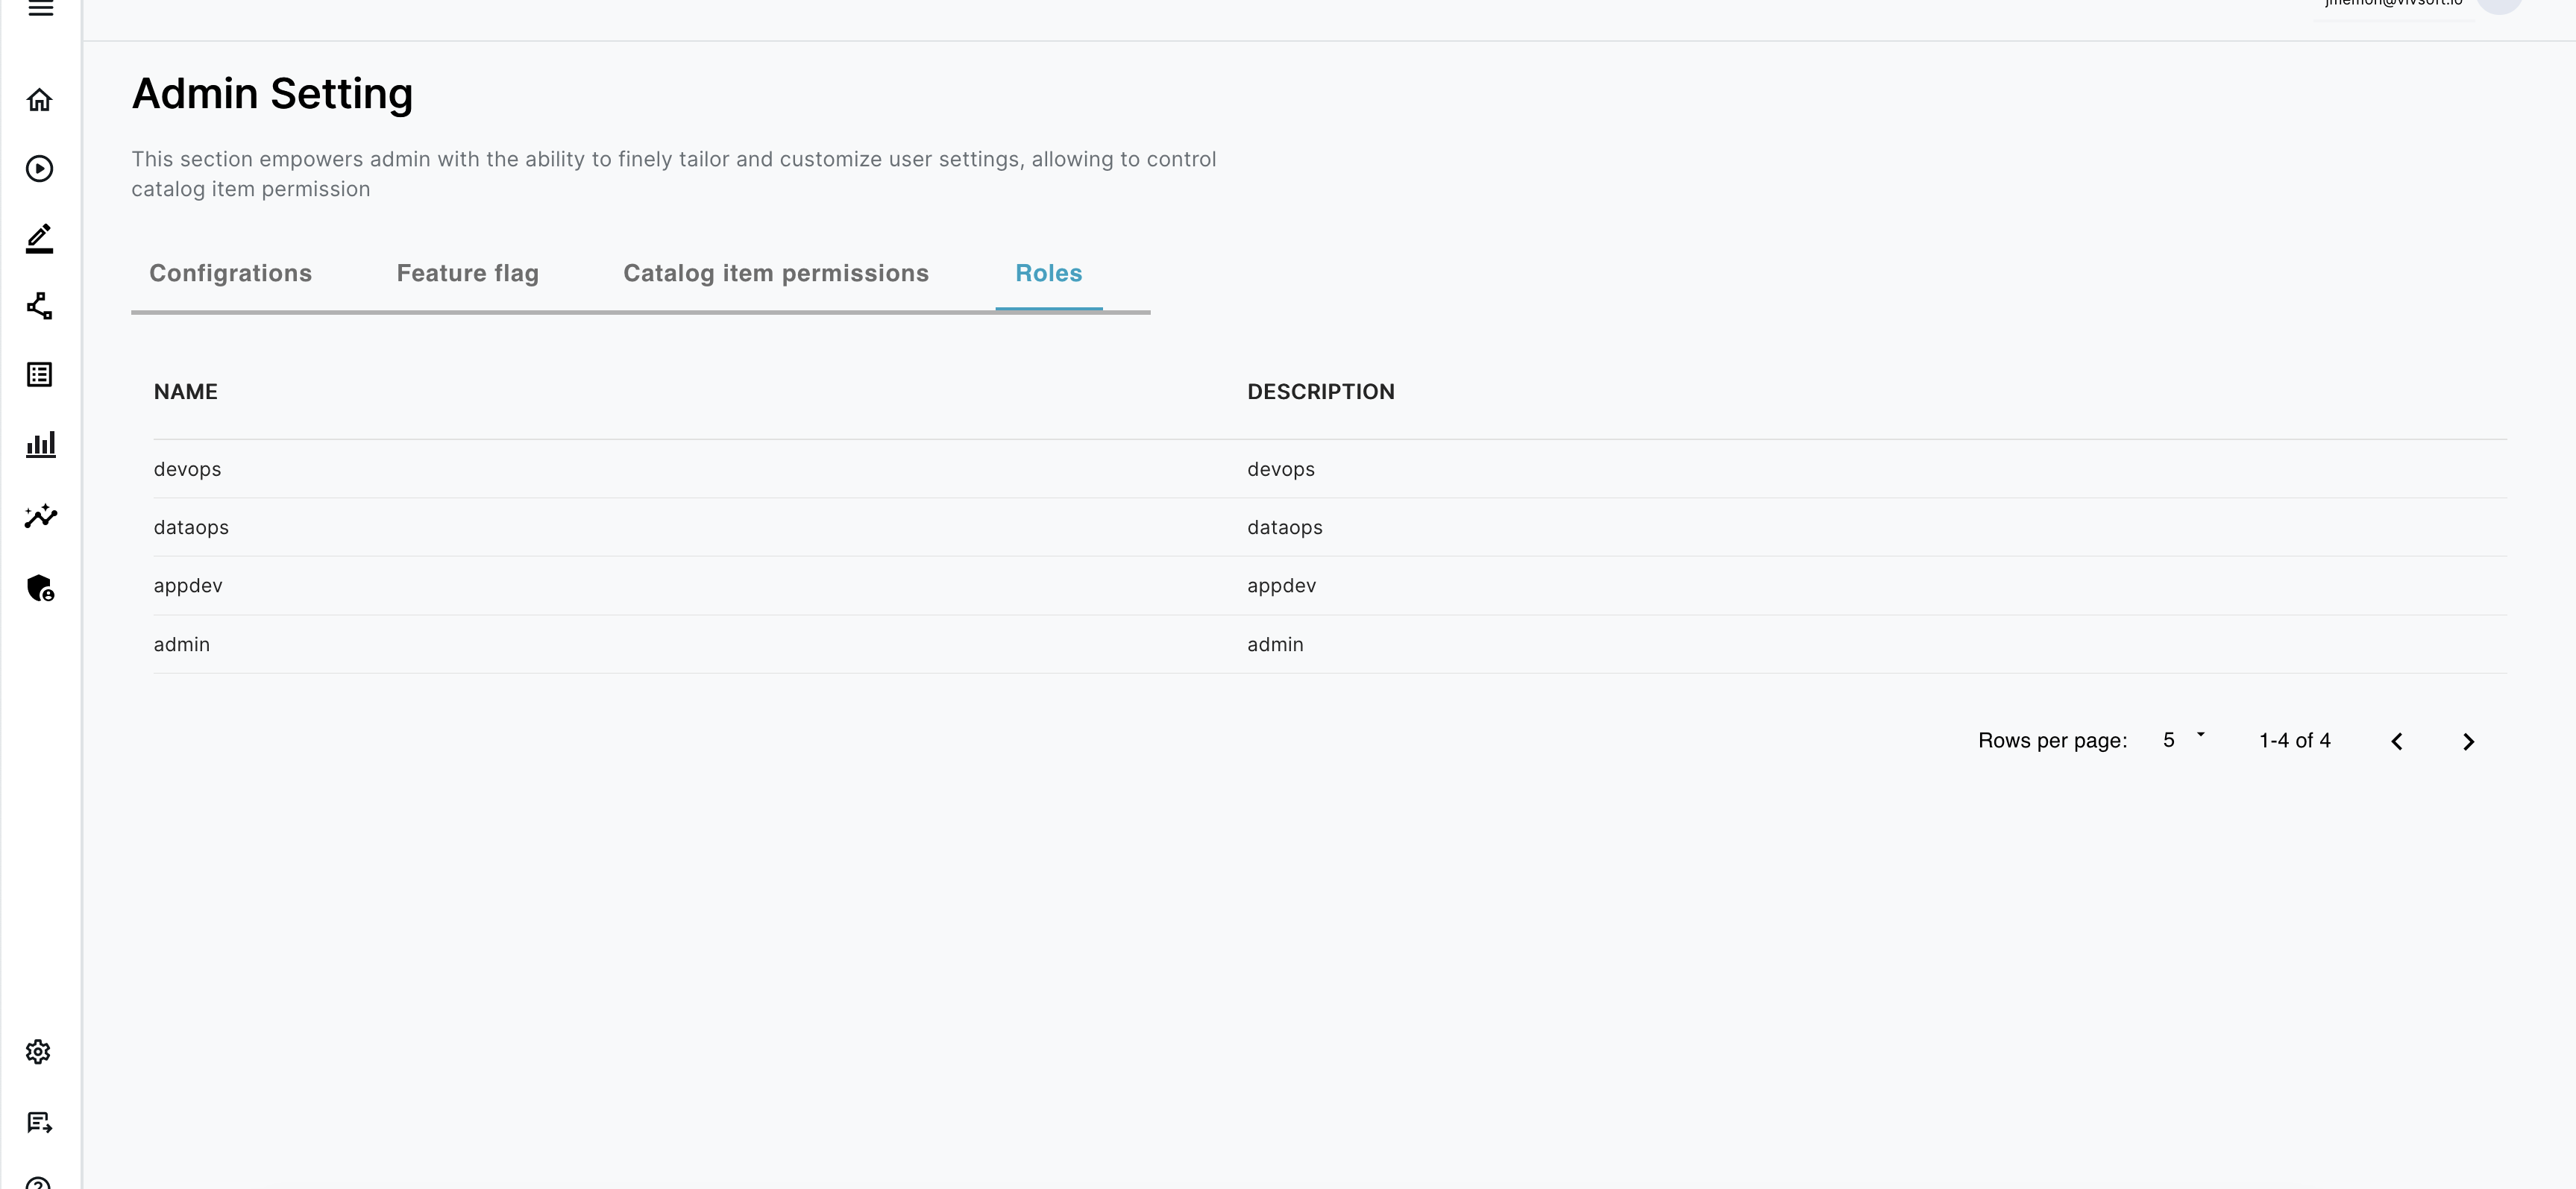 Admin Setting
This section empowers admin with the ability to finely tailor and customize user settings, allowing to control
catalog item permission
Configrations Feature flag Catalog item permissions Roles
NAME DESCRIPTION
devops devops
dataops dataops
appdev appdev
admin admin
Rows per page: 5 1-4 of 4